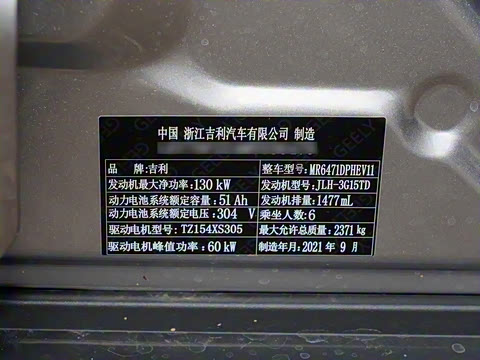 中国 浙江吉利汽车有限公司 制造
品 牌:吉利 整车型号:MR6471DPHEV11
发动机最大净功率:130 kW 发动机型号:JLH-3G15TD
动力电池系统额定容量:51 Ah 发动机排量:1477mL
动力电池系统额定电压:304 V 乘坐人数:6
驱动电机型号:TZ154XS305 最大允许总质量:2371kg
驱动电机峰值功率:60 kW 制造年月:2021 年 9 月
GEELY